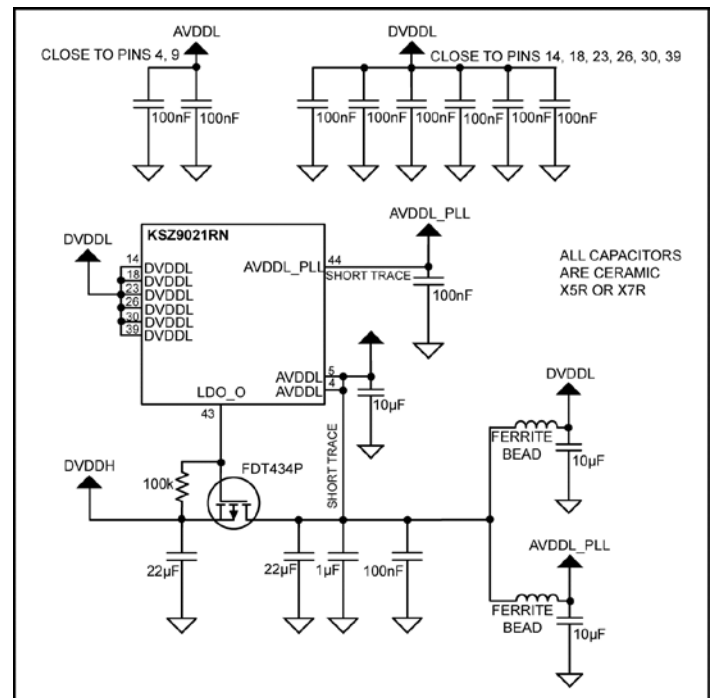 AVDDL
CLOSE TO PINS 4, 9
100nF
100nF
DVDDL
CLOSE TO PINS 14, 18, 23, 26, 30, 39
100nF
100nF
100nF
100nF
100nF
100nF
KSZ9021RN
DVDDL
14 DVDDL
18 DVDDL
23 DVDDL
26 DVDDL
30 DVDDL
39 DVDDL
AVDDL_PLL 44
SHORT TRACE
AVDDL_PLL
100nF
ALL CAPACITORS
ARE CERAMIC
X5R OR X7R
AVDDL 5
AVDDL 4
10µF
LDO_O
43
SHORT TRACE
DVDDH
100k
FDT434P
22µF
22µF
1µF
100nF
DVDDL
FERRITE
BEAD
10µF
AVDDL_PLL
FERRITE
BEAD
10µF